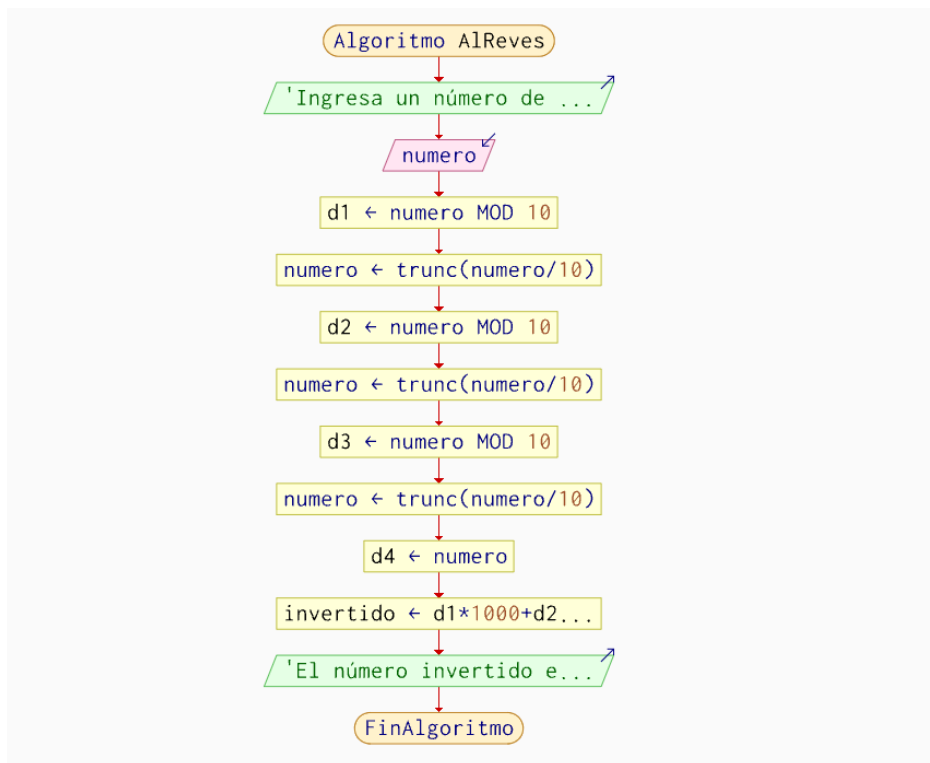 Algoritmo AlReves
'Ingresa un número de ...
numero
d1 ← numero MOD 10
numero ← trunc(numero/10)
d2 ← numero MOD 10
numero ← trunc(numero/10)
d3 ← numero MOD 10
numero ← trunc(numero/10)
d4 ← numero
invertido ← d1*1000+d2...
'El número invertido e...
FinAlgoritmo